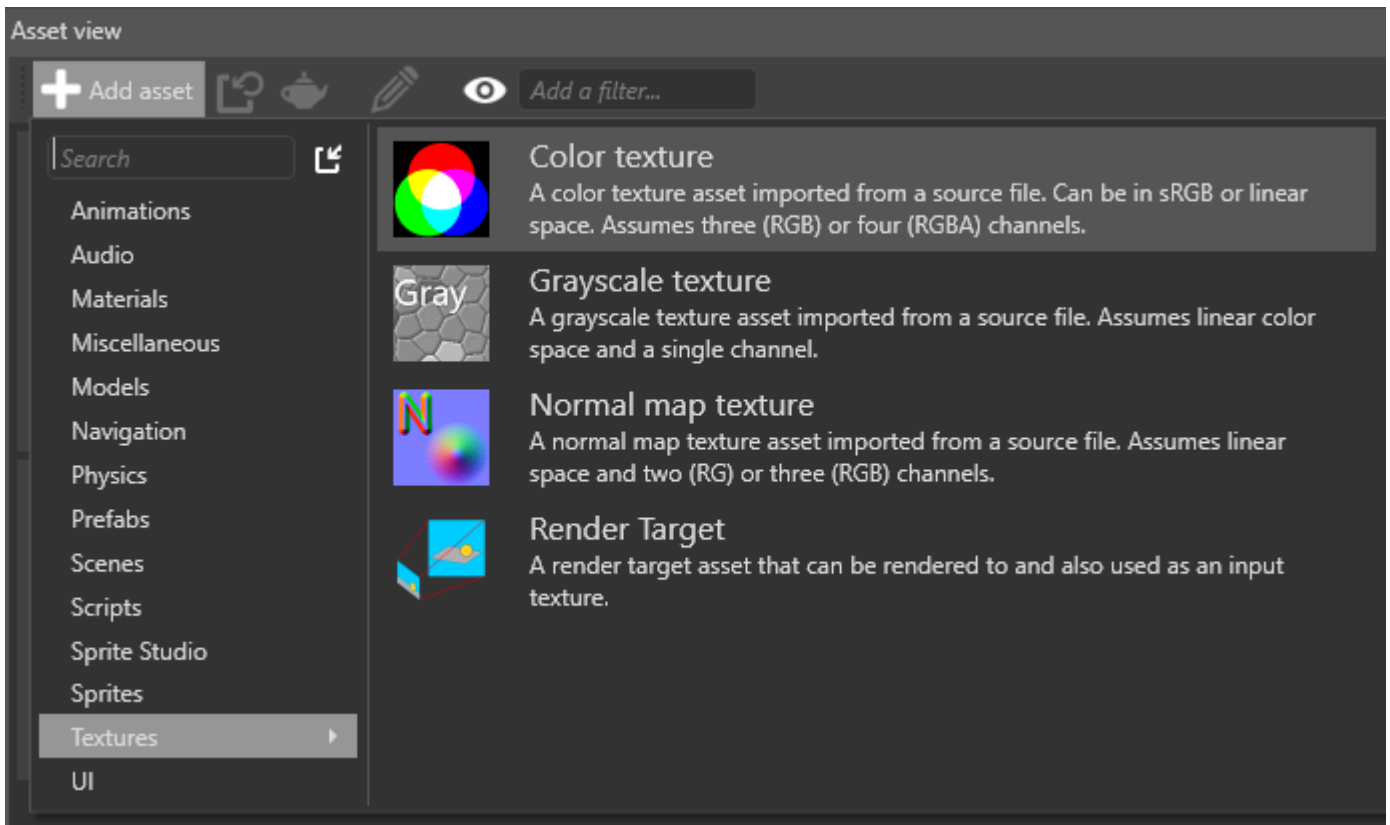 Asset view
Add asset
Add a filter...
Search
Animations
Audio
Materials
Miscellaneous
Models
Navigation
Physics
Prefabs
Scenes
Scripts
Sprite Studio
Sprites
Textures
UI
Color texture
A color texture asset imported from a source file. Can be in sRGB or linear
space. Assumes three (RGB) or four (RGBA) channels.
Gray
Grayscale texture
A grayscale texture asset imported from a source file. Assumes linear color
space and a single channel.
N
Normal map texture
A normal map texture asset imported from a source file. Assumes linear
space and two (RG) or three (RGB) channels.
Render Target
A render target asset that can be rendered to and also used as an input
texture.